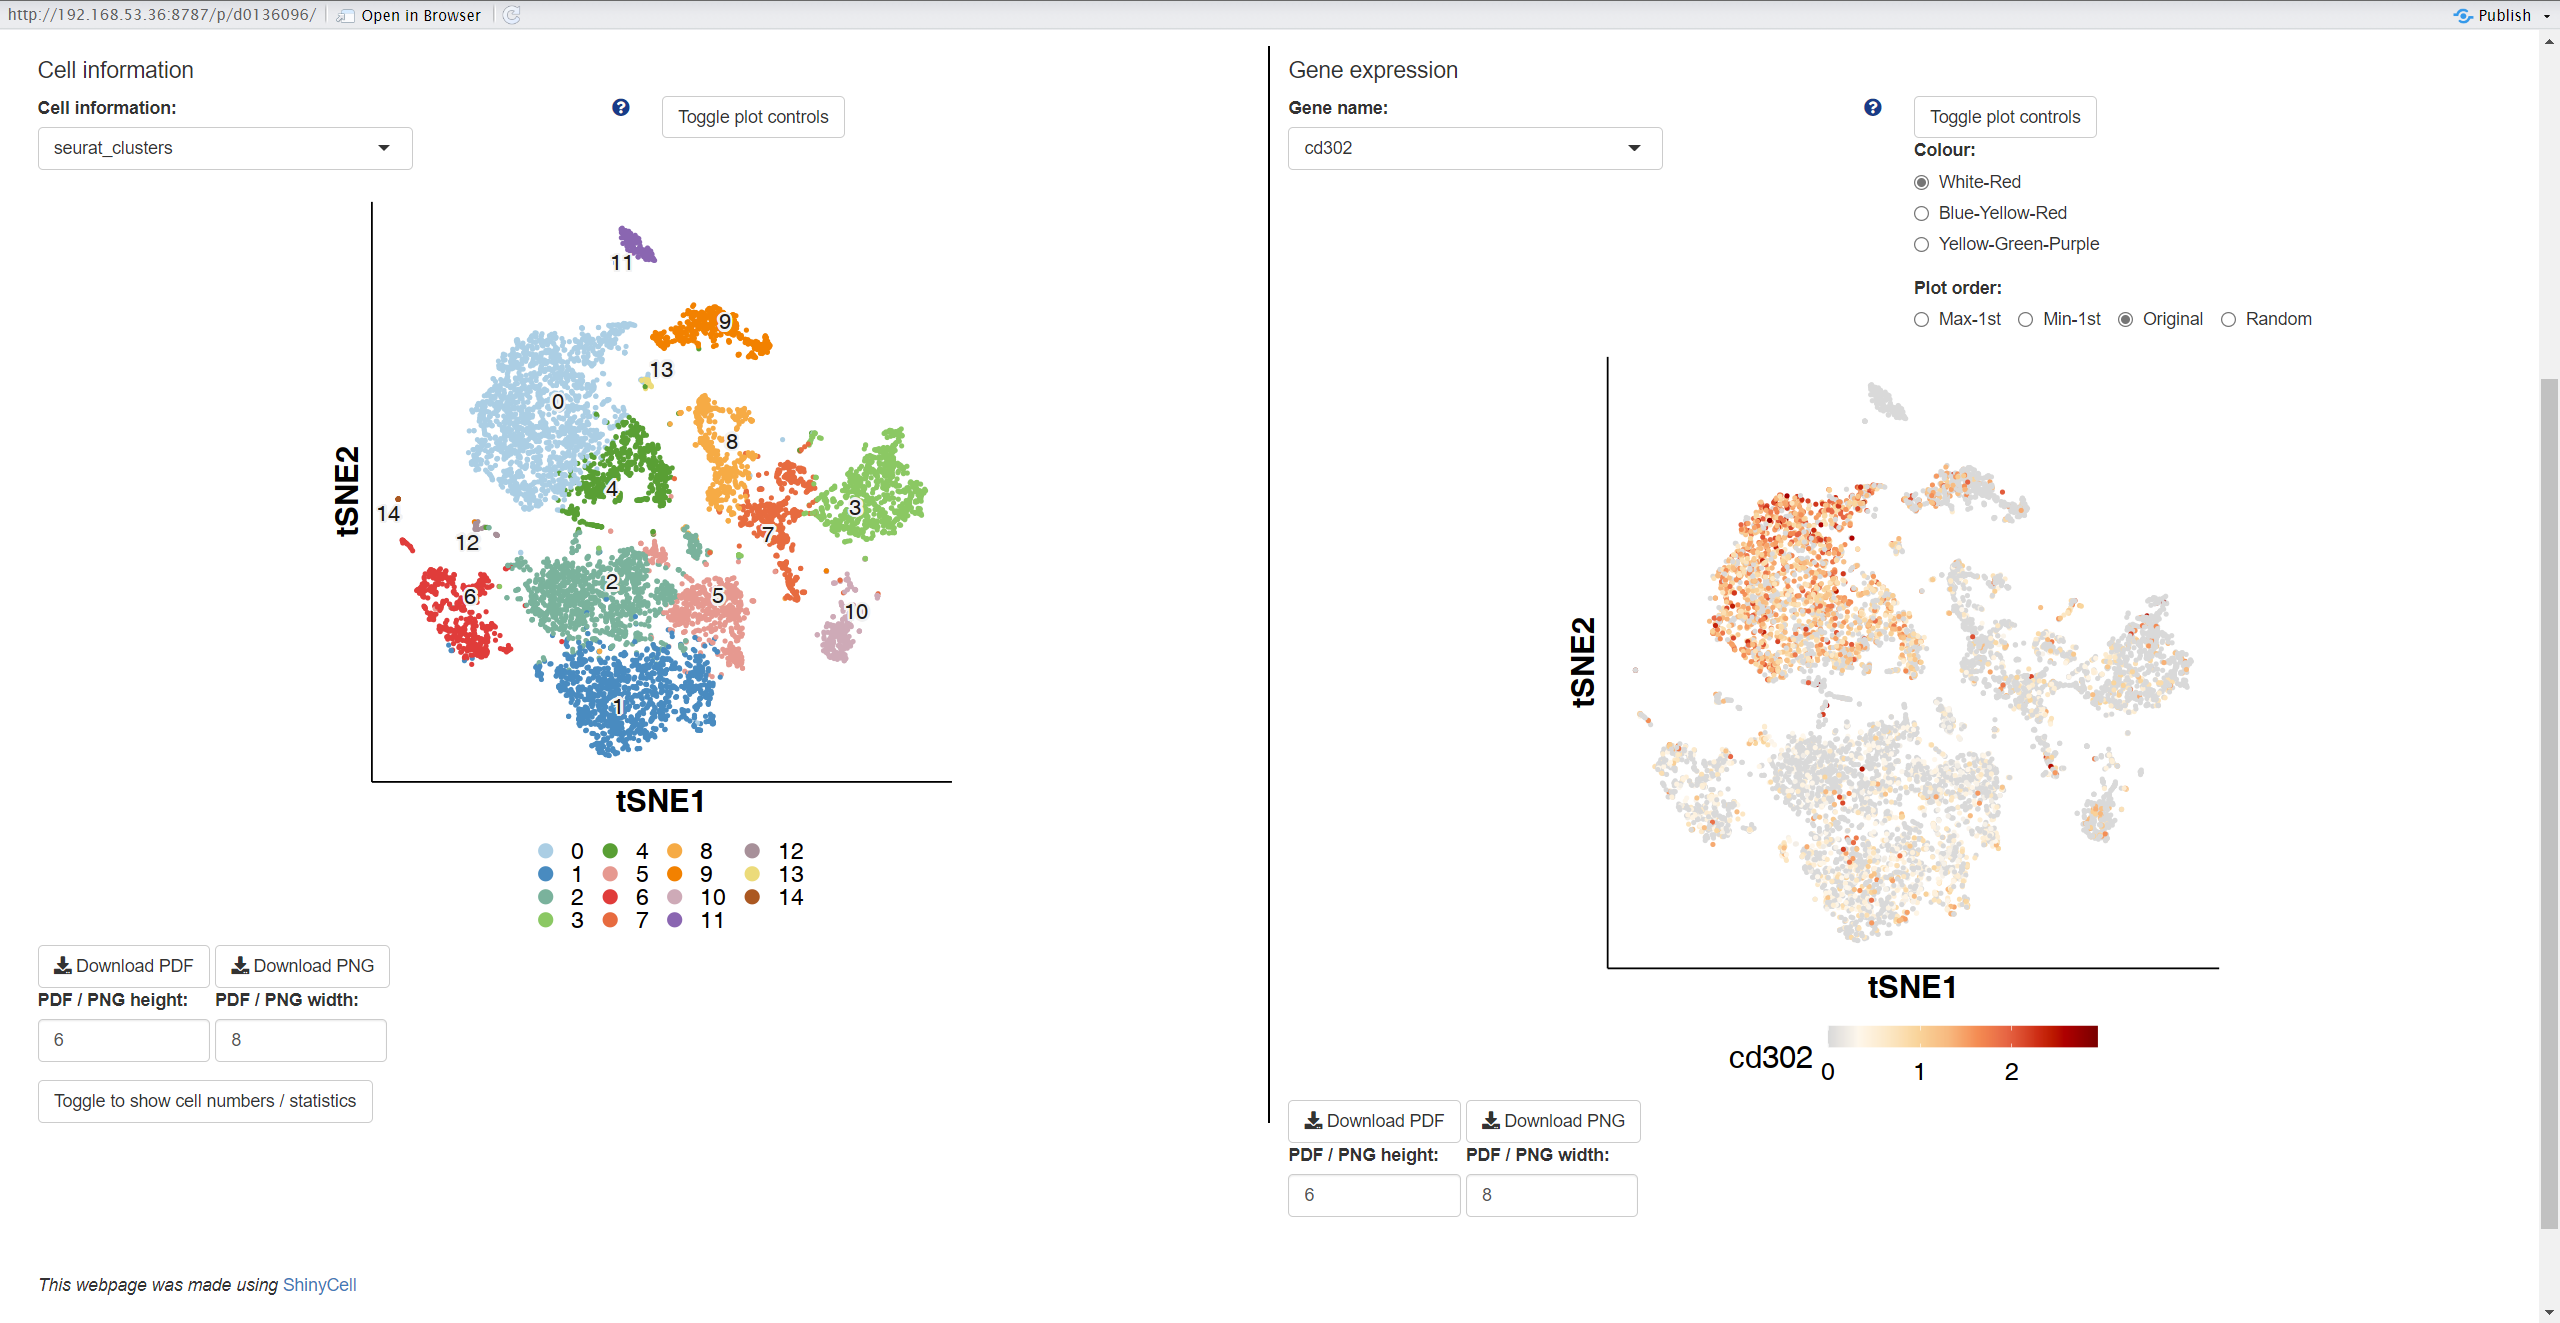 http://192.168.53.36:8787/p/d0136096/ Open in Browser Publish
Cell information
Cell information:
seurat_clusters
Toggle plot controls
11
9
13
0
8
4
3
14
7
12
2
6
5
10
1
tSNE2
tSNE1
0 4 8 12
1 5 9 13
2 6 10 14
3 7 11
Download PDF Download PNG
PDF / PNG height: PDF / PNG width:
6 8
Toggle to show cell numbers / statistics
This webpage was made using ShinyCell
Gene expression
Gene name:
cd302
Toggle plot controls
Colour:
White-Red
Blue-Yellow-Red
Yellow-Green-Purple
Plot order:
Max-1st Min-1st Original Random
tSNE2
tSNE1
cd302
0 1 2
Download PDF Download PNG
PDF / PNG height: PDF / PNG width:
6 8